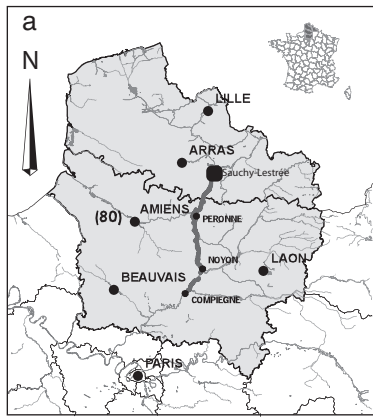 a
N
LILLE
ARRAS
Sauchy-Lestrée
(80) AMIENS
PERONNE
NOYON
LAON
BEAUVAIS
COMPIEGNE
PARIS